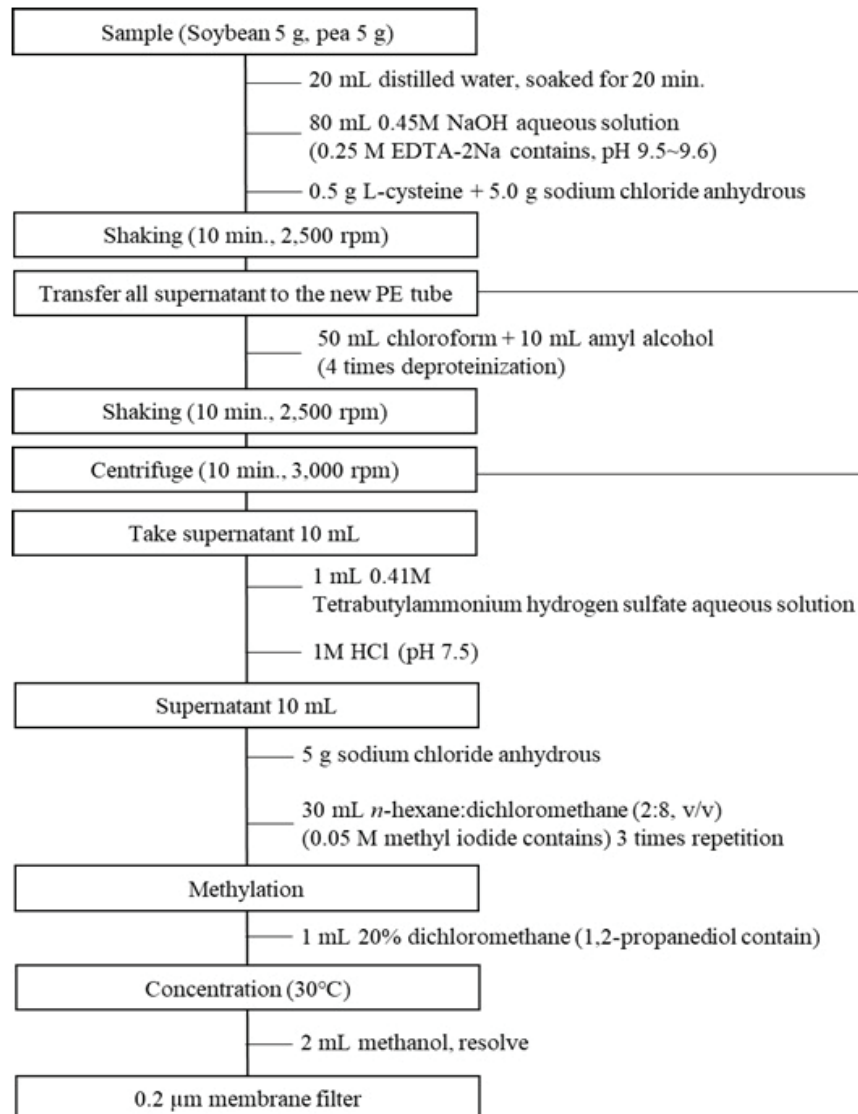 Sample (Soybean 5 g, pea 5 g)
20 mL distilled water, soaked for 20 min.
80 mL 0.45M NaOH aqueous solution
(0.25 M EDTA-2Na contains, pH 9.5~9.6)
0.5 g L-cysteine + 5.0 g sodium chloride anhydrous
Shaking (10 min., 2,500 rpm)
Transfer all supernatant to the new PE tube
50 mL chloroform + 10 mL amyl alcohol
(4 times deproteinization)
Shaking (10 min., 2,500 rpm)
Centrifuge (10 min., 3,000 rpm)
Take supernatant 10 mL
1 mL 0.41M
Tetrabutylammonium hydrogen sulfate aqueous solution
1M HCl (pH 7.5)
Supernatant 10 mL
5 g sodium chloride anhydrous
30 mL n-hexane:dichloromethane (2:8, v/v)
(0.05 M methyl iodide contains) 3 times repetition
Methylation
1 mL 20% dichloromethane (1,2-propanediol contain)
Concentration (30°C)
2 mL methanol, resolve
0.2 µm membrane filter